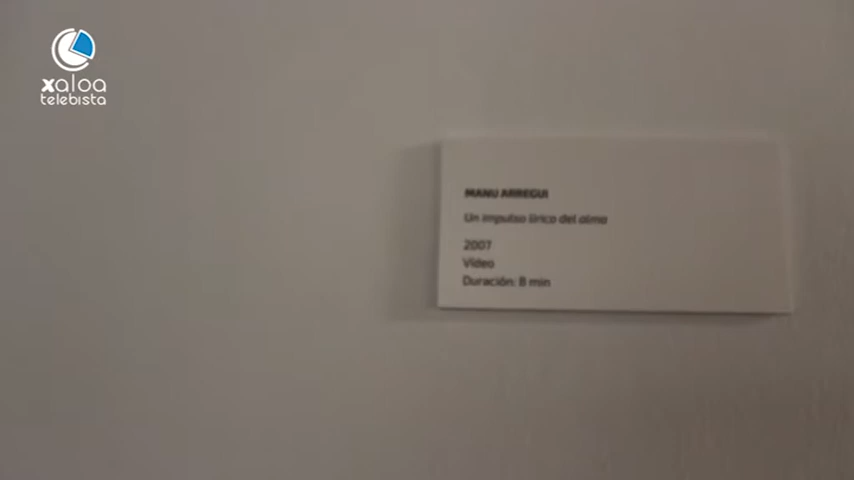 xaloa
telebista
MANU ARREGUI
Un impulso lírico del alma
2007
Vídeo
Duración: 8 min